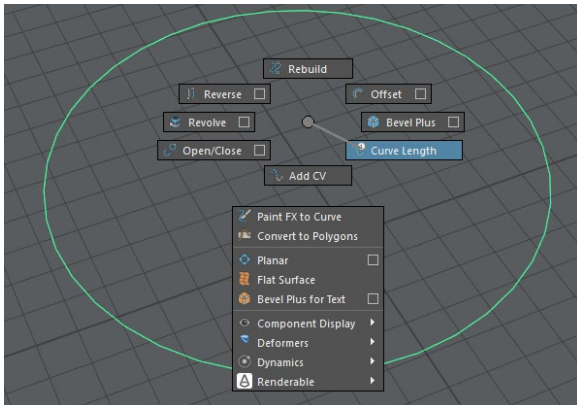 Rebuild
Reverse
Offset
Revolve
Bevel Plus
Open/Close
Curve Length
Add CV
Paint FX to Curve
Convert to Polygons
Planar
Flat Surface
Bevel Plus for Text
Component Display
Deformers
Dynamics
Renderable